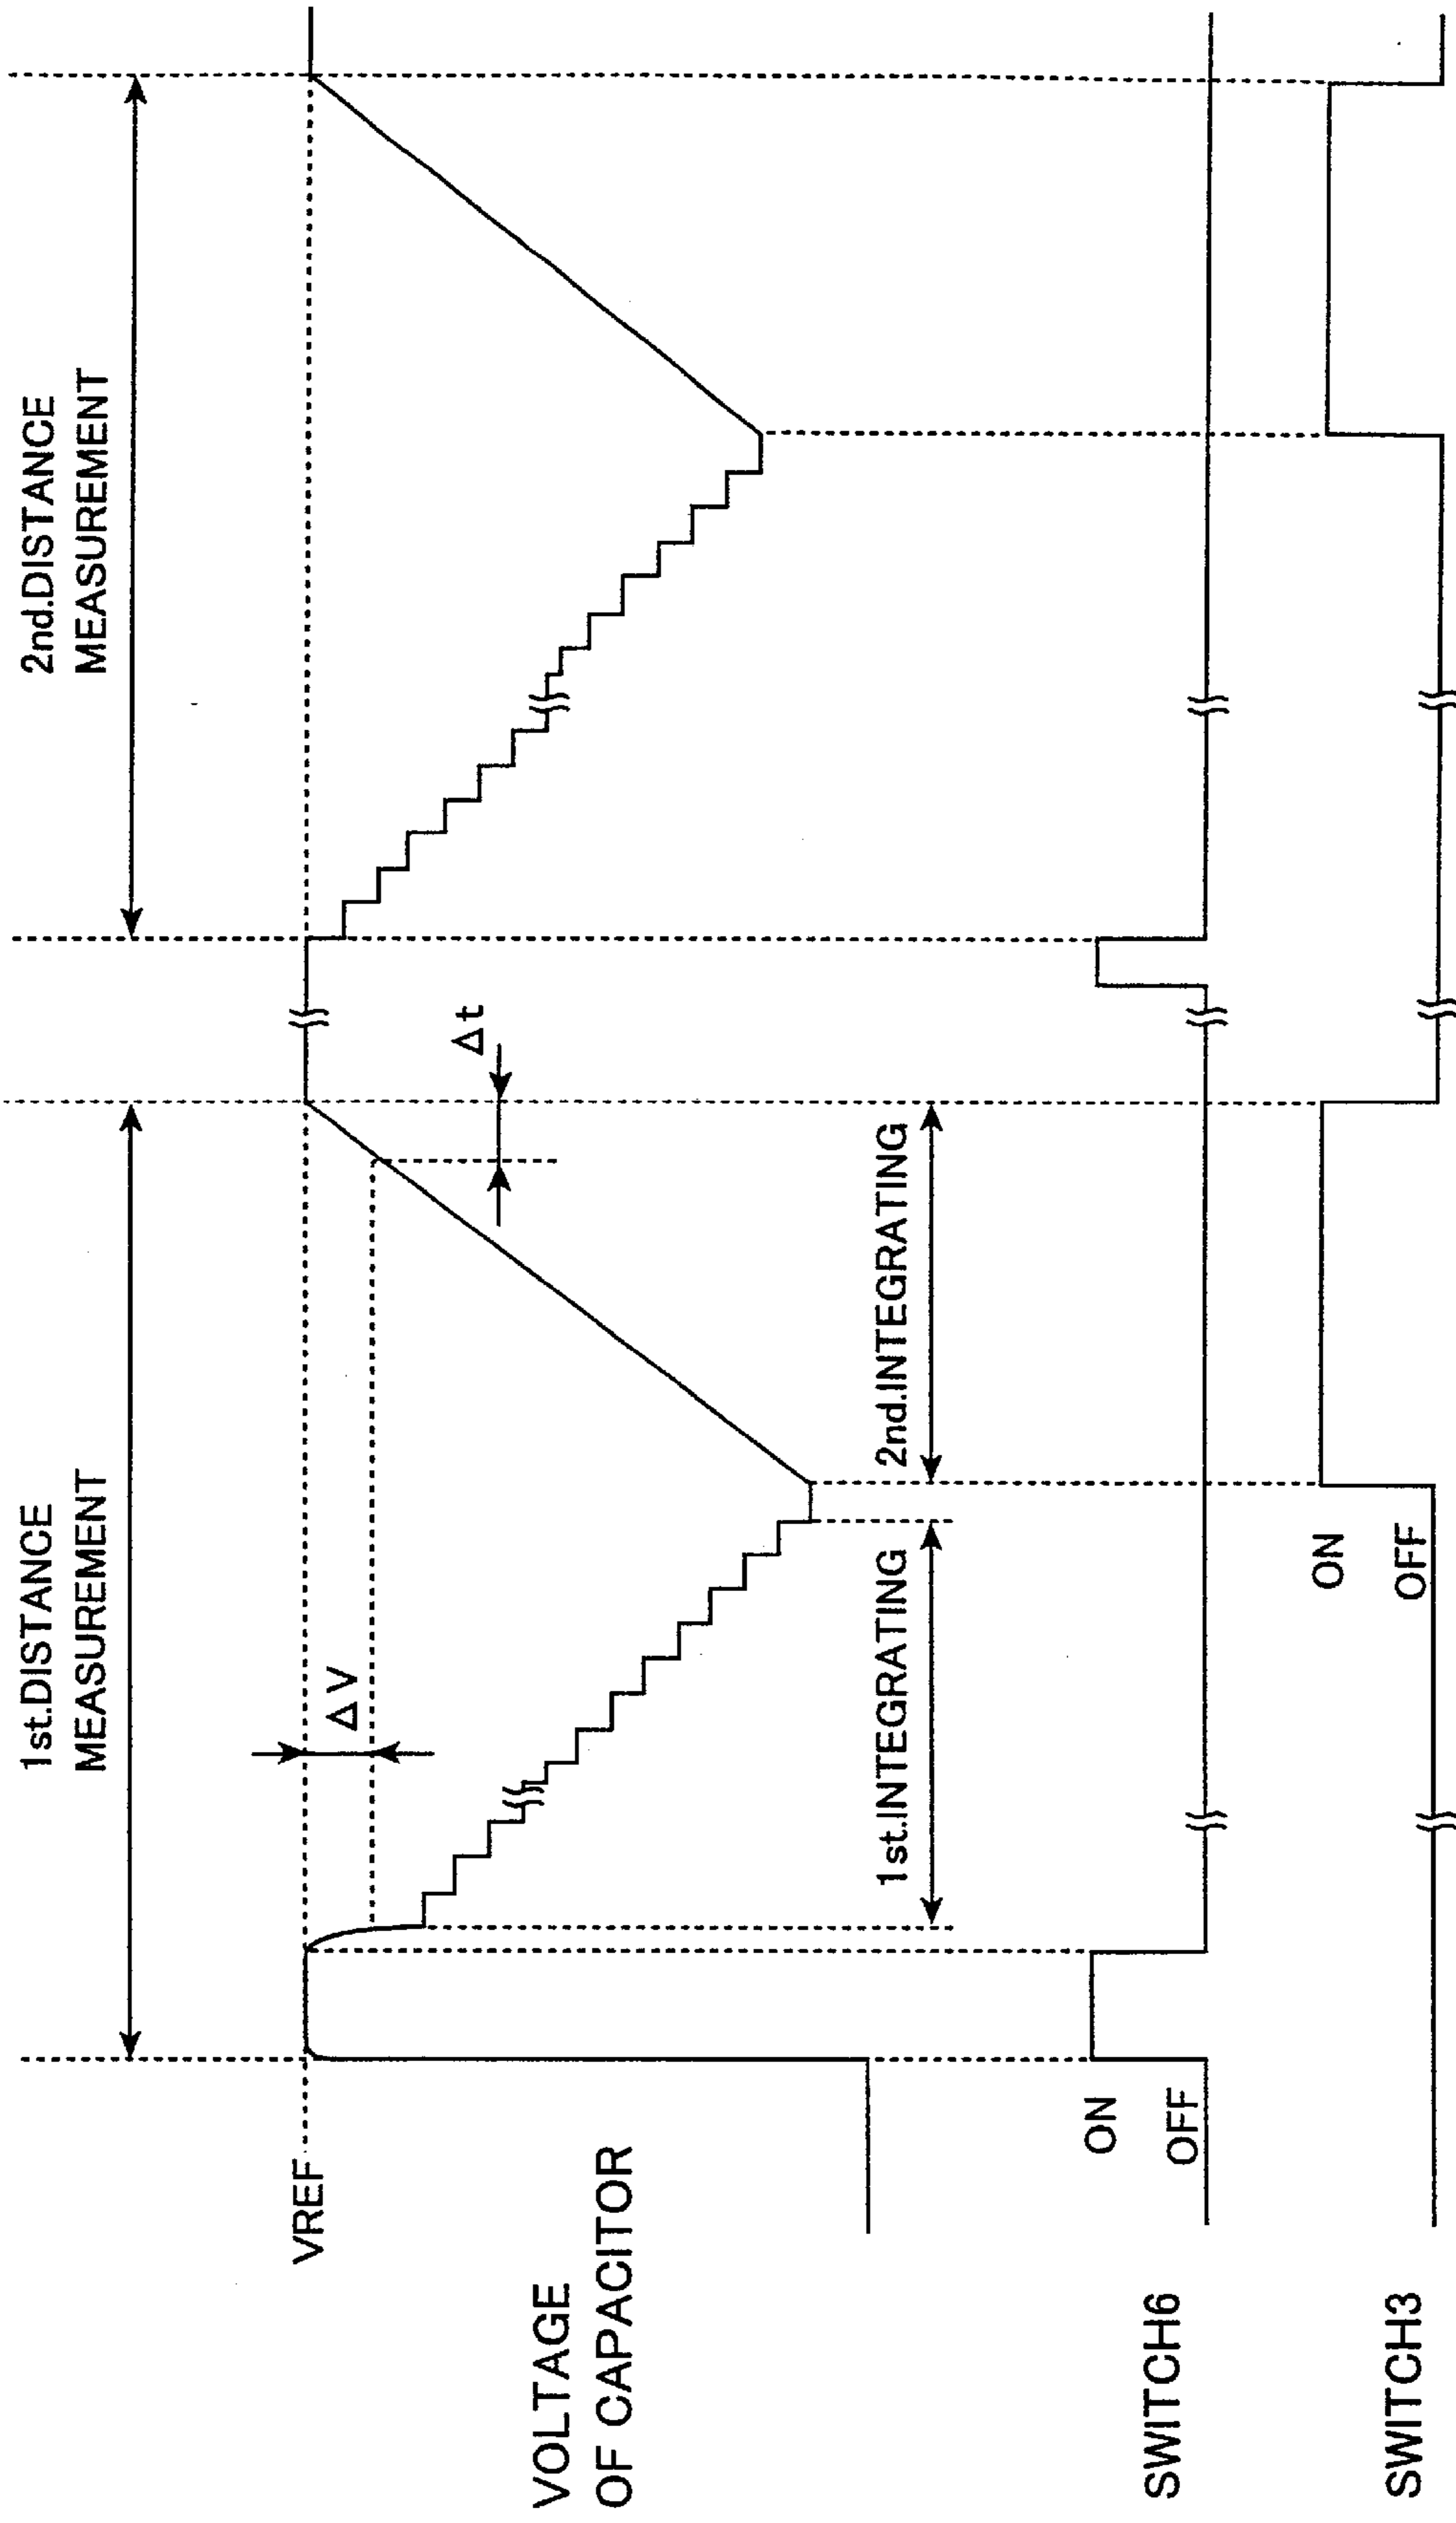 1st.DISTANCE
MEASUREMENT
2nd.DISTANCE
MEASUREMENT
VREF
ΔV
Δt
VOLTAGE
OF CAPACITOR
1st.INTEGRATING
2nd.INTEGRATING
SWITCH6
ON
OFF
SWITCH3
ON
OFF